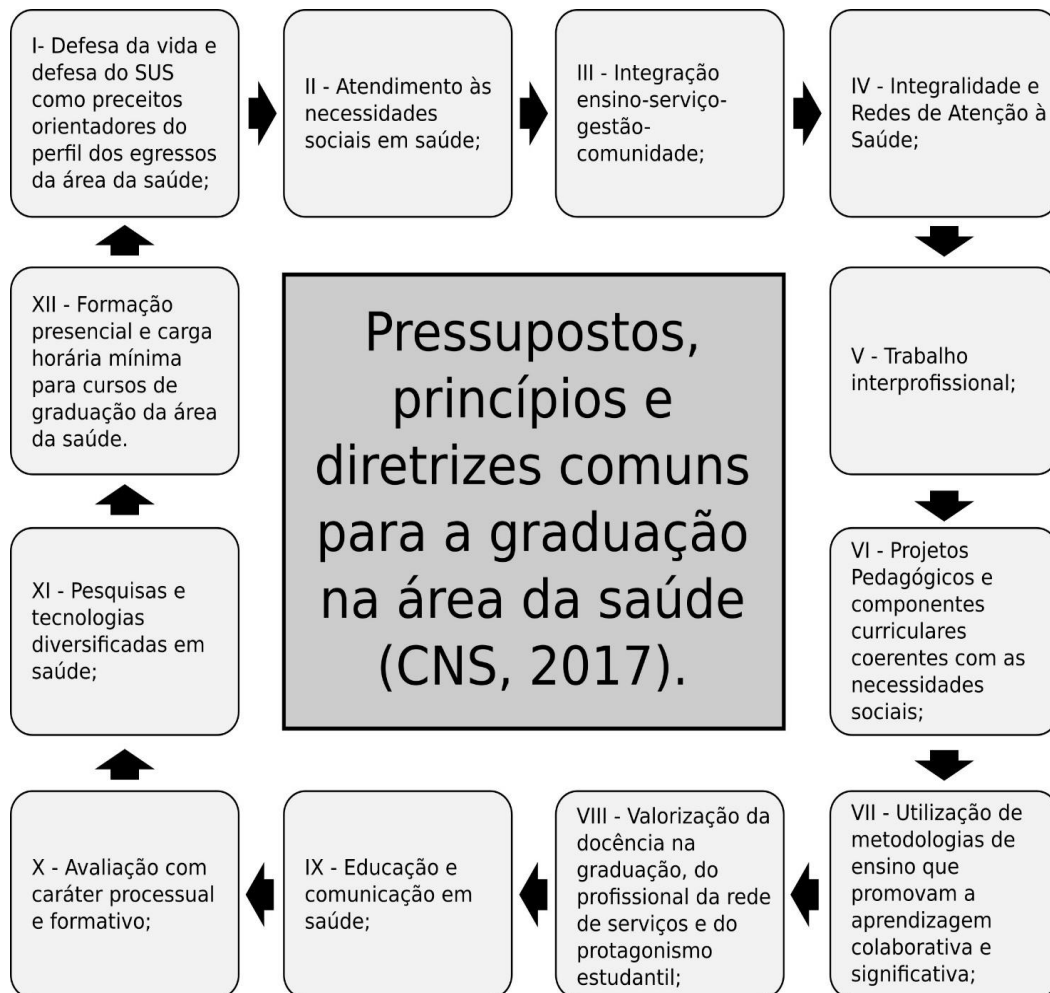 I- Defesa da vida e
defesa do SUS
como preceitos
orientadores do
perfil dos egressos
da área da saúde;
II - Atendimento às
necessidades
sociais em saúde;
III - Integração
ensino-serviço-
gestão-
comunidade;
IV - Integralidade e
Redes de Atenção à
Saúde;
V - Trabalho
interprofissional;
VI - Projetos
Pedagógicos e
componentes
curriculares
coerentes com as
necessidades
sociais;
VII - Utilização de
metodologias de
ensino que
promovam a
aprendizagem
colaborativa e
significativa;
VIII - Valorização da
docência na
graduação, do
profissional da rede
de serviços e do
protagonismo
estudantil;
IX - Educação e
comunicação em
saúde;
X - Avaliação com
caráter processual
e formativo;
XI - Pesquisas e
tecnologias
diversificadas em
saúde;
XII - Formação
presencial e carga
horária mínima
para cursos de
graduação da área
da saúde.
Pressupostos,
princípios e
diretrizes comuns
para a graduação
na área da saúde
(CNS, 2017).